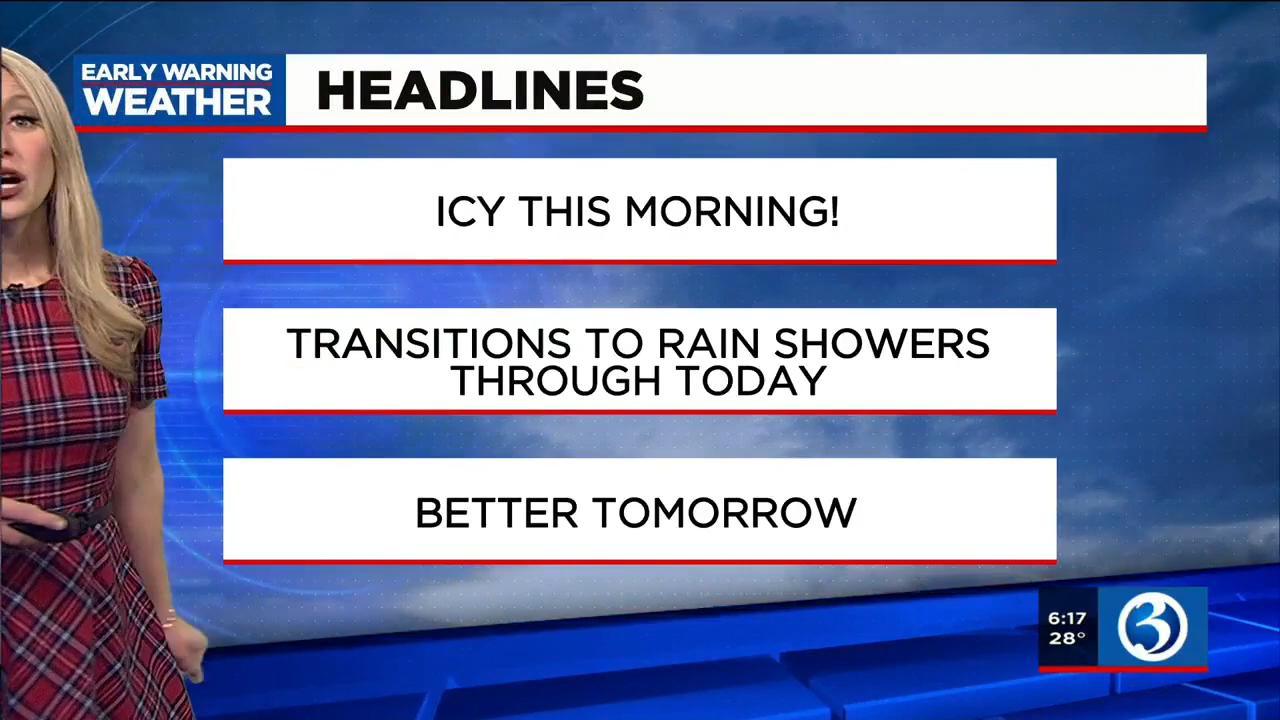 EARLY WARNING
WEATHER
HEADLINES
ICY THIS MORNING!
TRANSITIONS TO RAIN SHOWERS
THROUGH TODAY
BETTER TOMORROW
6:17
28°
3